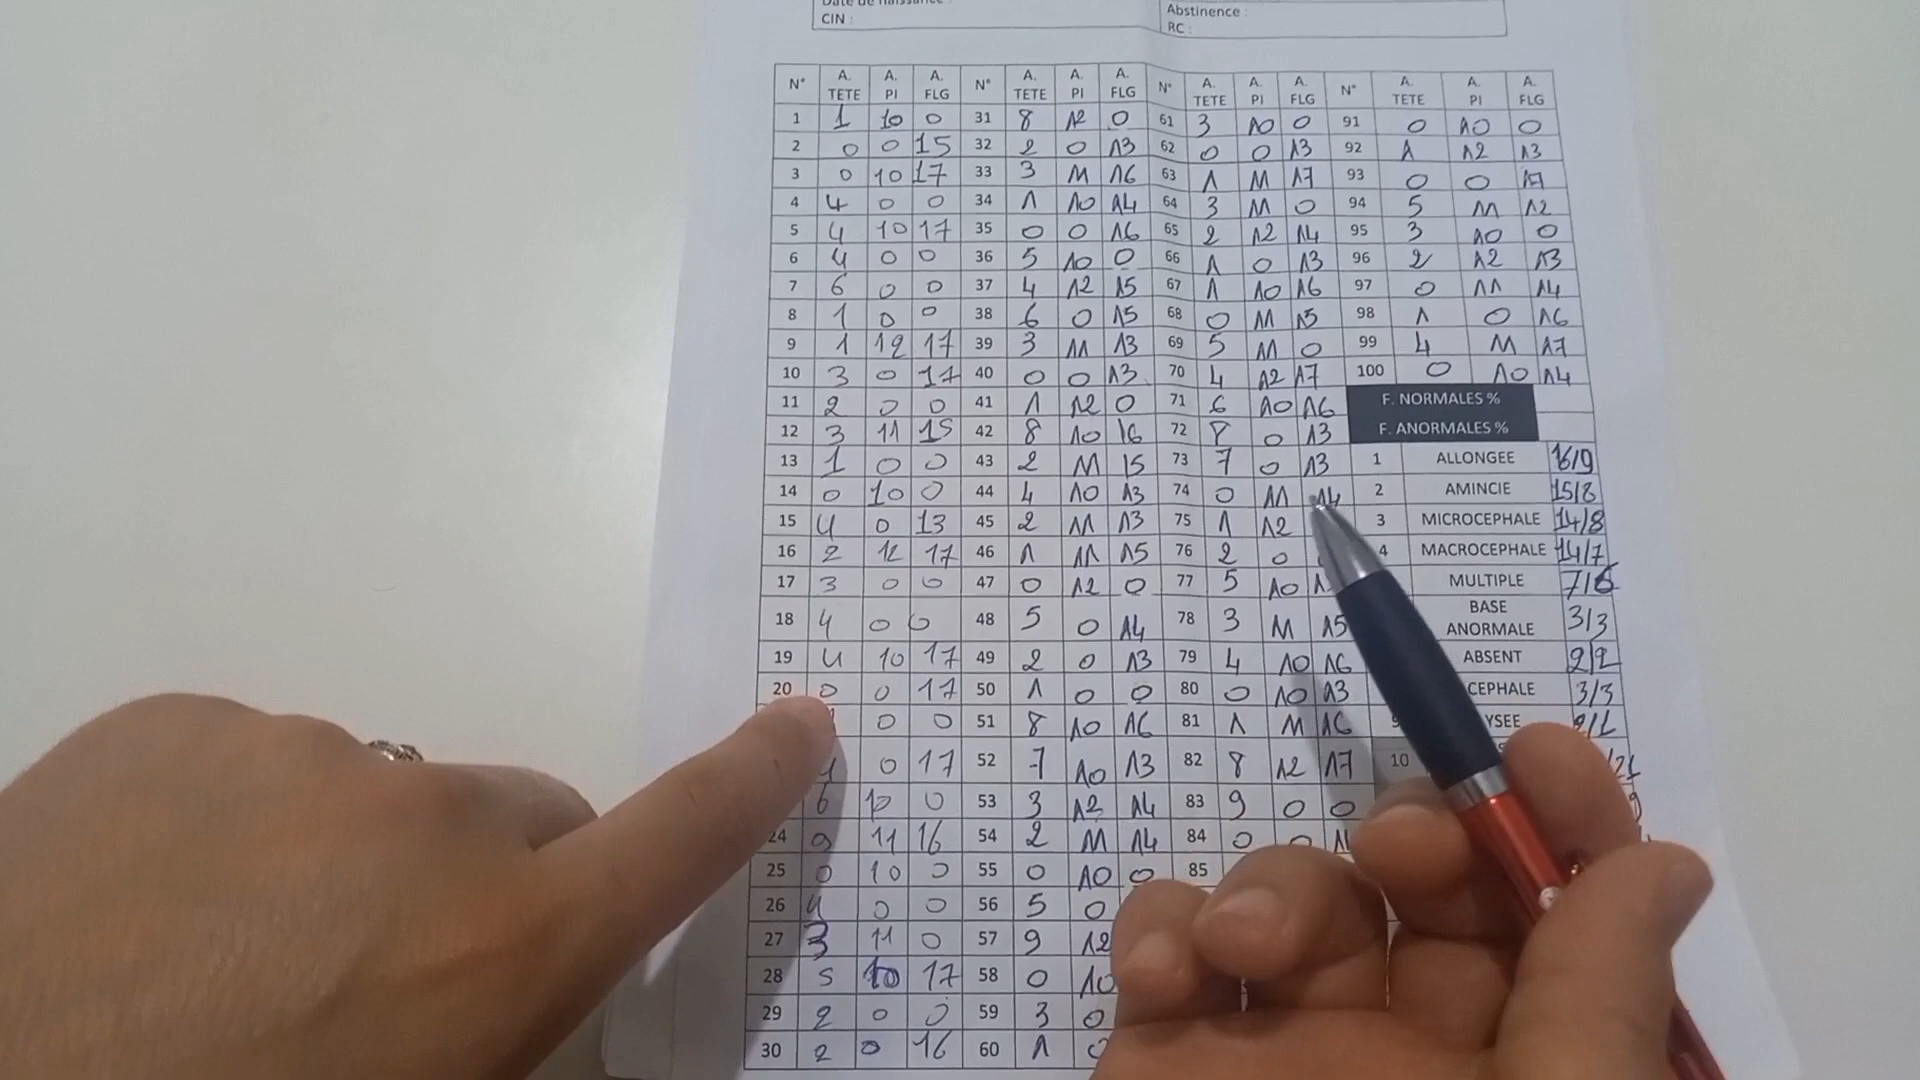 CIN :
Abstinence :
RC :
N° A. TETE A. PI A. FLG N° A. TETE A. PI A. FLG N° A. TETE A. PI A. FLG N° A. TETE A. PI A. FLG
1 1 10 0 31 8 12 0 61 3 10 0 91 0 10 0
2 0 0 15 32 2 0 13 62 0 0 13 92 1 12 13
3 0 10 17 33 3 11 16 63 1 11 17 93 0 0 17
4 4 0 0 34 1 10 14 64 3 11 0 94 5 11 12
5 4 10 17 35 0 0 16 65 2 12 14 95 3 10 0
6 4 0 0 36 5 10 0 66 1 0 13 96 2 12 13
7 6 0 0 37 4 12 15 67 1 10 16 97 0 11 14
8 1 0 0 38 6 0 15 68 0 11 15 98 1 0 16
9 1 12 17 39 3 11 13 69 5 11 0 99 4 11 17
10 3 0 17 40 0 0 13 70 4 12 17 100 0 10 14
11 2 0 0 41 1 12 0 71 6 10 16 F. NORMALES %
12 3 11 15 42 8 10 16 72 8 0 13 F. ANORMALES %
13 1 0 0 43 2 11 15 73 7 0 13 1 ALLONGEE 16/9
14 0 10 0 44 4 10 13 74 0 11 14 2 AMINCIE 15/8
15 4 0 13 45 2 11 13 75 1 12 3 MICROCEPHALE 14/8
16 2 12 17 46 1 11 15 76 2 0 4 MACROCEPHALE 14/7
17 3 0 0 47 0 12 0 77 5 10 MULTIPLE 7/6
18 4 0 0 48 5 0 14 78 3 11 15 BASE ANORMALE 3/3
19 4 10 17 49 2 0 13 79 4 10 16 ABSENT 2/2
20 0 0 17 50 1 0 0 80 0 10 13 CEPHALE 3/3
0 0 51 8 10 16 81 1 11 16 YSEE
0 17 52 7 10 13 82 8 12 17 10
6 10 0 53 3 12 14 83 9 0 0
24 9 11 16 54 2 11 14 84 0 0
25 0 10 0 55 0 10 0 85
26 4 0 0 56 5 0
27 3 11 0 57 9 12
28 5 10 17 58 0 10
29 2 0 0 59 3 0
30 2 0 16 60 1